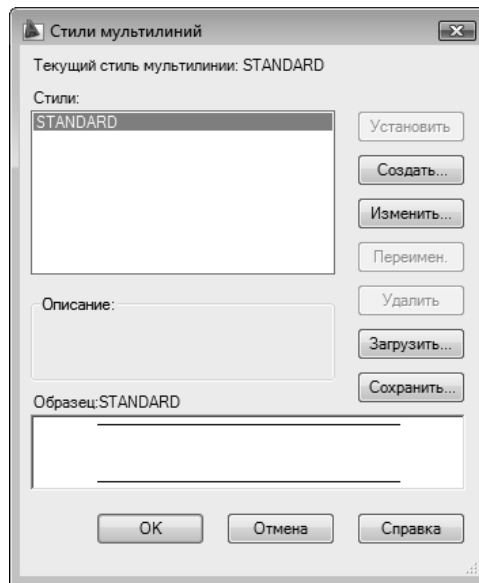 Стили мультилиний
Текущий стиль мультилинии: STANDARD
Стили:
STANDARD
Установить
Создать...
Изменить...
Переимен.
Удалить
Загрузить...
Сохранить...
Описание:
Образец:STANDARD
ОК
Отмена
Справка